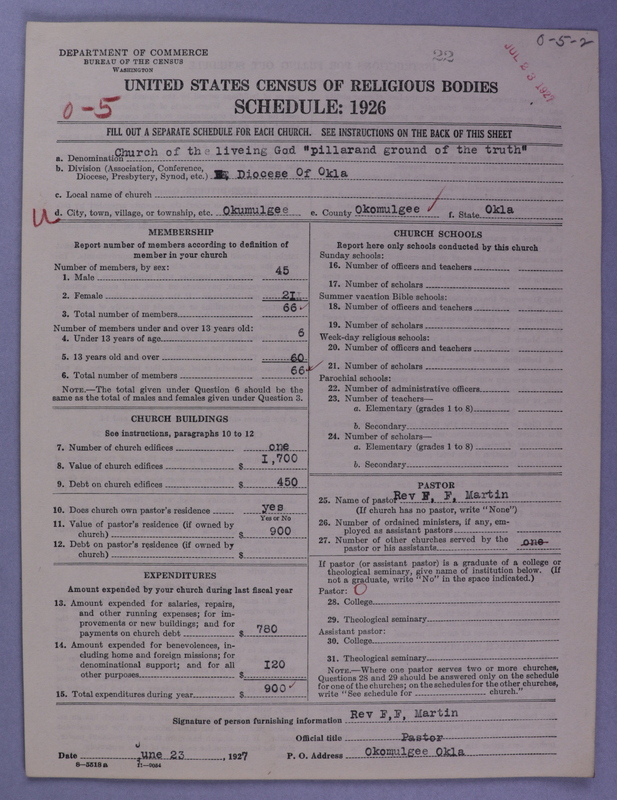 0-5-2
22
JUL 23 1927
DEPARTMENT OF COMMERCE
BUREAU OF THE CENSUS
WASHINGTON
UNITED STATES CENSUS OF RELIGIOUS BODIES
0-5
SCHEDULE: 1926
FILL OUT A SEPARATE SCHEDULE FOR EACH CHURCH. SEE INSTRUCTIONS ON THE BACK OF THIS SHEET
a. Denomination Church of the liveing God "pillarand ground of the truth"
b. Division (Association, Conference, Diocese, Presbytery, Synod, etc.) Diocese Of Okla
c. Local name of church
d. City, town, village, or township, etc. Okumulgee e. County Okomulgee f. State Okla
MEMBERSHIP
Report number of members according to definition of
member in your church
Number of members, by sex:
1. Male 45
2. Female 21
3. Total number of members 66
Number of members under and over 13 years old:
4. Under 13 years of age 6
5. 13 years old and over 60
6. Total number of members 66
NOTE.—The total given under Question 6 should be the
same as the total of males and females given under Question 3.
CHURCH BUILDINGS
See instructions, paragraphs 10 to 12
7. Number of church edifices one
8. Value of church edifices $ 1,700
9. Debt on church edifices $ 450
10. Does church own pastor's residence yes
Yes or No
11. Value of pastor's residence (if owned by
church) $ 900
12. Debt on pastor's residence (if owned by
church) $
EXPENDITURES
Amount expended by your church during last fiscal year
13. Amount expended for salaries, repairs,
and other running expenses; for im-
provements or new buildings; and for
payments on church debt $ 780
14. Amount expended for benevolences, in-
cluding home and foreign missions; for
denominational support; and for all
other purposes $ 120
15. Total expenditures during year $ 900
CHURCH SCHOOLS
Report here only schools conducted by this church
Sunday schools:
16. Number of officers and teachers
17. Number of scholars
Summer vacation Bible schools:
18. Number of officers and teachers
19. Number of scholars
Week-day religious schools:
20. Number of officers and teachers
21. Number of scholars
Parochial schools:
22. Number of administrative officers
23. Number of teachers—
a. Elementary (grades 1 to 8)
b. Secondary
24. Number of scholars—
a. Elementary (grades 1 to 8)
b. Secondary
PASTOR
25. Name of pastor Rev F, F, Martin
(If church has no pastor, write "None")
26. Number of ordained ministers, if any, em-
ployed as assistant pastors
27. Number of other churches served by the
pastor or his assistants one
If pastor (or assistant pastor) is a graduate of a college or
theological seminary, give name of institution below. (If
not a graduate, write "No" in the space indicated.)
Pastor: 0
28. College
29. Theological seminary
Assistant pastor:
30. College
31. Theological seminary
NOTE.—Where one pastor serves two or more churches,
Questions 28 and 29 should be answered only on the schedule
for one of the churches; on the schedules for the other churches,
write "See schedule for church."
Signature of person furnishing information Rev F,F, Martin
Official title Pastor
Date June 23, 1927 P. O. Address Okomulgee Okla
8—5518 a 11—9084